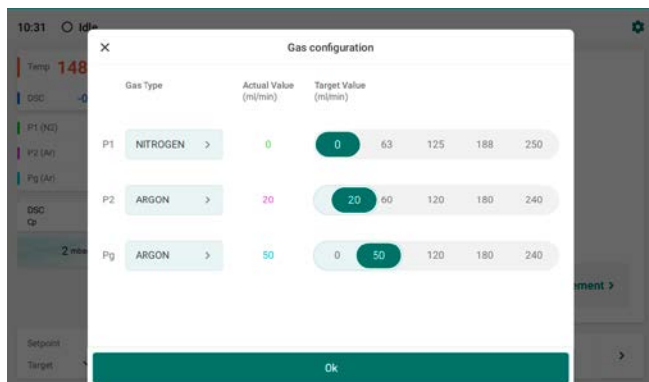 10:31 Idle
Gas configuration
Temp 148
DSC -0
P1 (N2)
P2 (Ar)
Pg (Ar)
DSC
Cp
2 mba
Gas Type Actual Value Target Value
(ml/min) (ml/min)
P1 NITROGEN > 0 0 63 125 188 250
P2 ARGON > 20 20 60 120 180 240
Pg ARGON > 50 0 50 120 180 240
ement >
Setpoint
Target
Ok